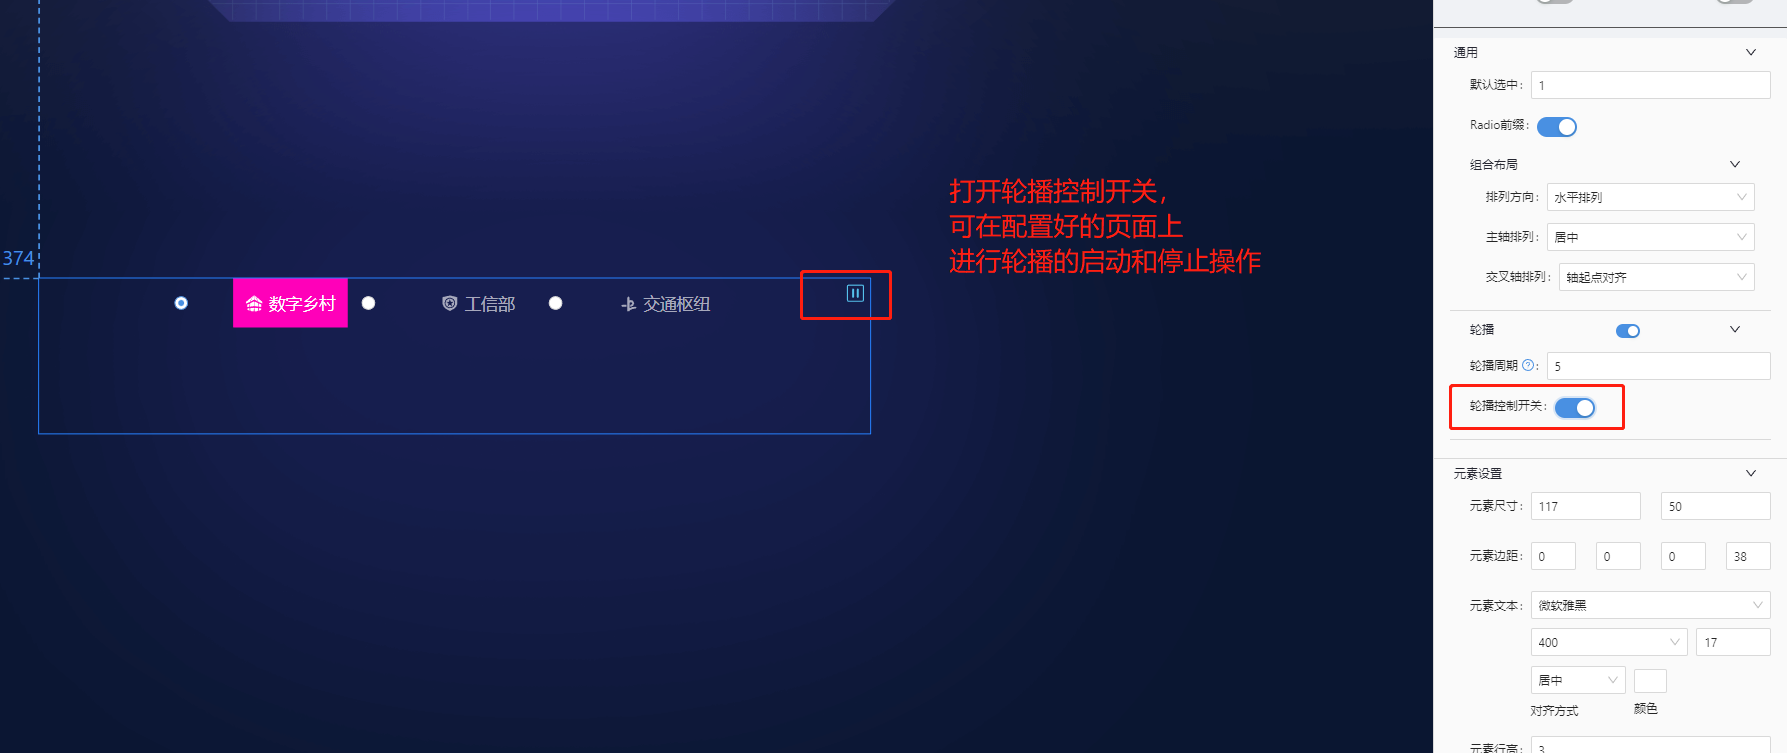 374
数字乡村
工信部
交通枢纽
打开轮播控制开关，
可在配置好的页面上
进行轮播的启动和停止操作
通用
默认选中： 1
Radio前缀：
组合布局
排列方向： 水平排列
主轴排列： 居中
交叉轴排列： 轴起点对齐
轮播
轮播周期 ?： 5
轮播控制开关：
元素设置
元素尺寸： 117 50
元素边距： 0 0 0 38
元素文本： 微软雅黑
400 17
居中
对齐方式 颜色
元素行高： 3